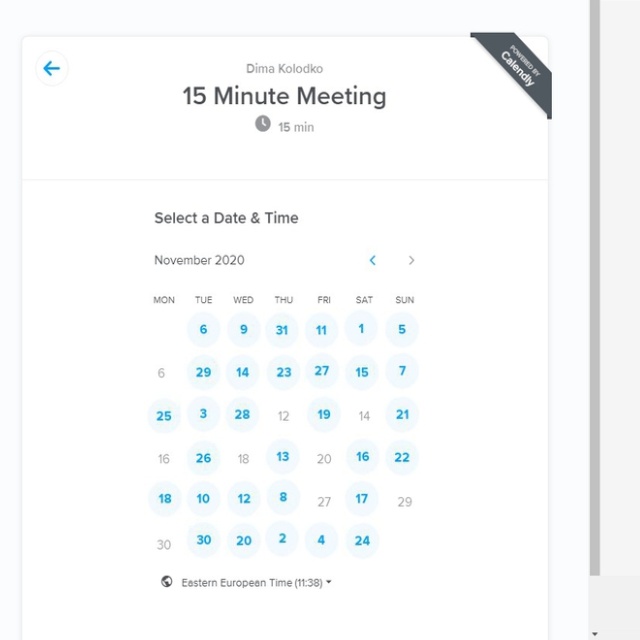 POWERED BY
Calendly
Dima Kolodko
15 Minute Meeting
15 min
Select a Date & Time
November 2020
MON TUE WED THU FRI SAT SUN
6 9 31 11 1 5
6 29 14 23 27 15 7
25 3 28 12 19 14 21
16 26 18 13 20 16 22
18 10 12 8 27 17 29
30 30 20 2 4 24
Eastern European Time (11:38)